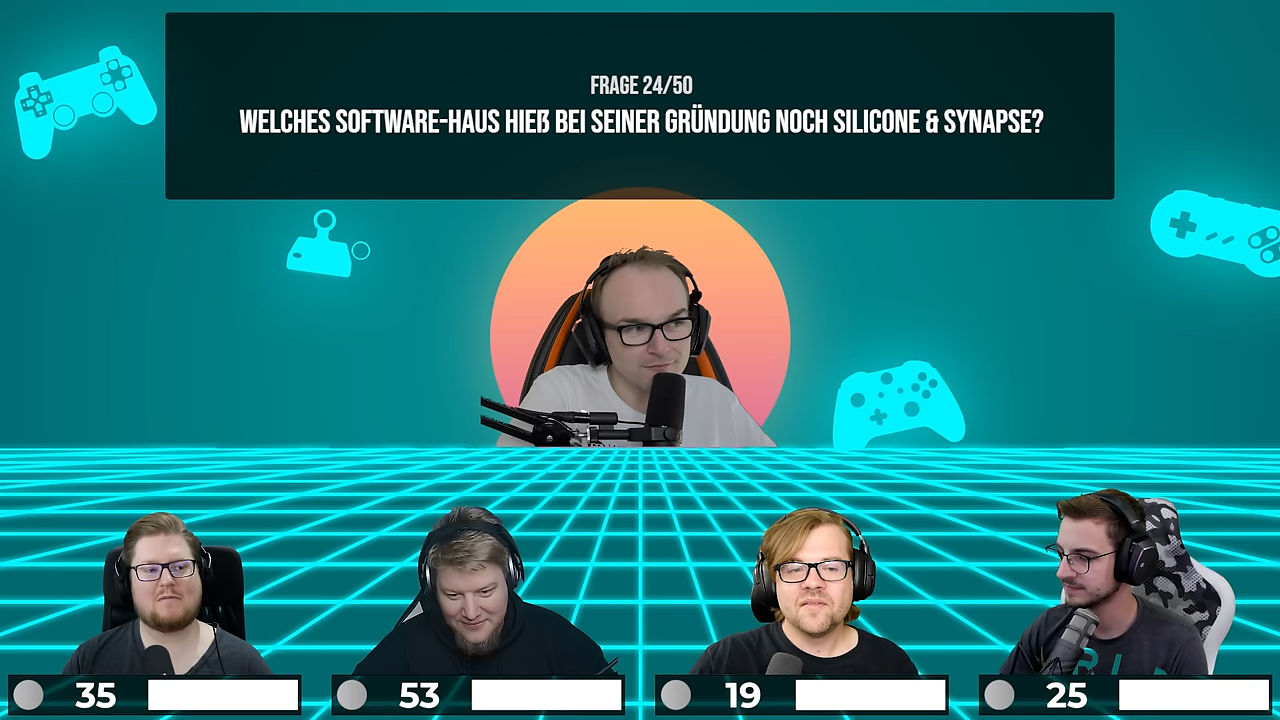 FRAGE 24/50
WELCHES SOFTWARE-HAUS HIEß BEI SEINER GRÜNDUNG NOCH SILICONE & SYNAPSE?
35
53
19
25